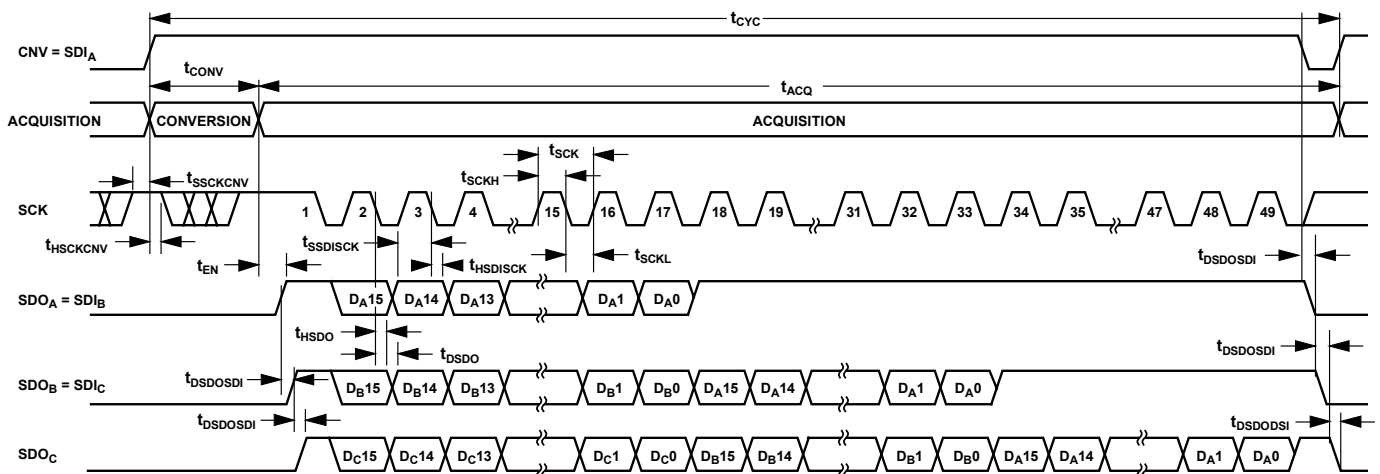 tCYC
CNV = SDIA
tCONV
tACQ
ACQUISITION CONVERSION ACQUISITION
tSCK
tSSCKCNV tSCKH
SCK 1 2 3 4 15 16 17 18 19 31 32 33 34 35 47 48 49
tHSCKCNV tSSDISCK tSCKL tDSDOSDI
tEN tHSDISCK
SDOA = SDIB DA15 DA14 DA13 DA1 DA0
tHSDO
tDSDO tDSDOSDI
SDOB = SDIC tDSDOSDI DB15 DB14 DB13 DB1 DB0 DA15 DA14 DA1 DA0
tDSDOSDI tDSDODSI
SDOC DC15 DC14 DC13 DC1 DC0 DB15 DB14 DB1 DB0 DA15 DA14 DA1 DA0